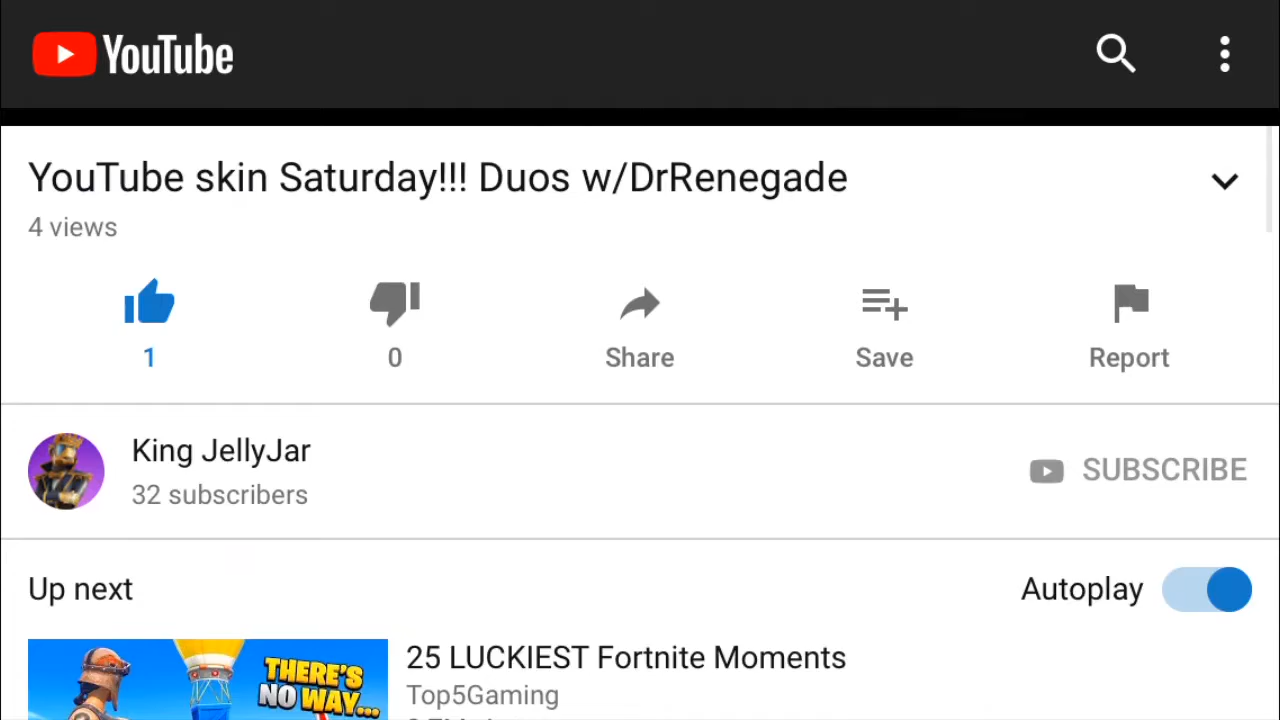 YouTube
YouTube skin Saturday!!! Duos w/DrRenegade
4 views
1
0
Share
Save
Report
King JellyJar
32 subscribers
SUBSCRIBE
Up next
Autoplay
THERE'S
NO WAY...
25 LUCKIEST Fortnite Moments
Top5Gaming